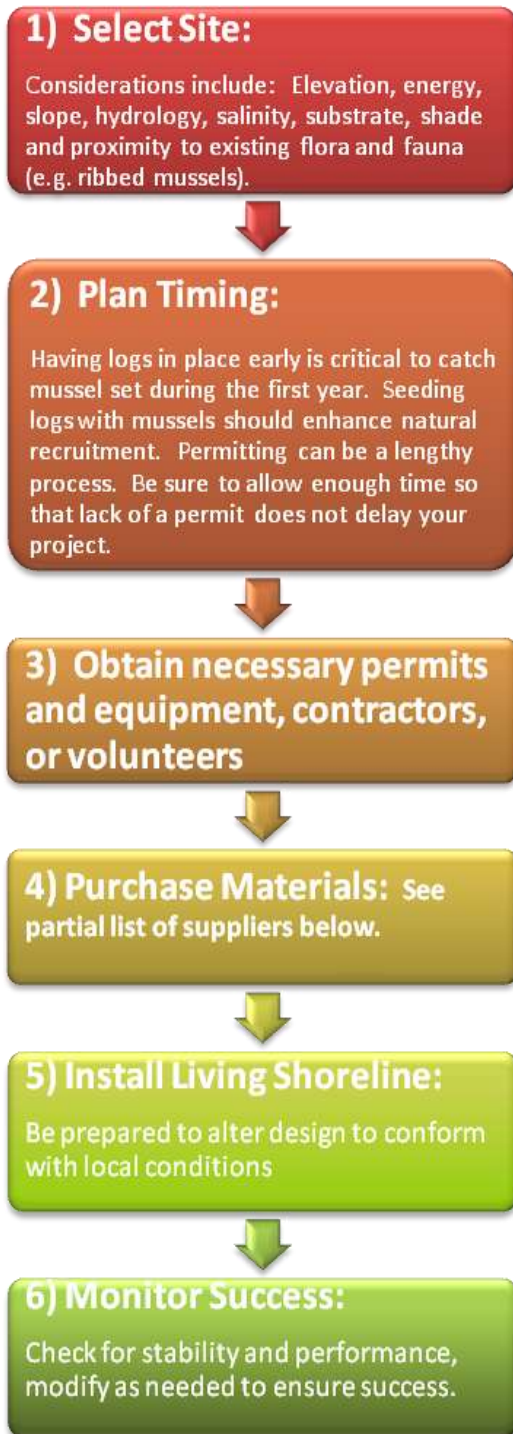 1) Select Site:
Considerations include: Elevation, energy,
slope, hydrology, salinity, substrate, shade
and proximity to existing flora and fauna
(e.g. ribbed mussels).
2) Plan Timing:
Having logs in place early is critical to catch
mussel set during the first year. Seeding
logs with mussels should enhance natural
recruitment. Permitting can be a lengthy
process. Be sure to allow enough time so
that lack of a permit does not delay your
project.
3) Obtain necessary permits
and equipment, contractors,
or volunteers
4) Purchase Materials: See
partial list of suppliers below.
5) Install Living Shoreline:
Be prepared to alter design to conform
with local conditions
6) Monitor Success:
Check for stability and performance,
modify as needed to ensure success.